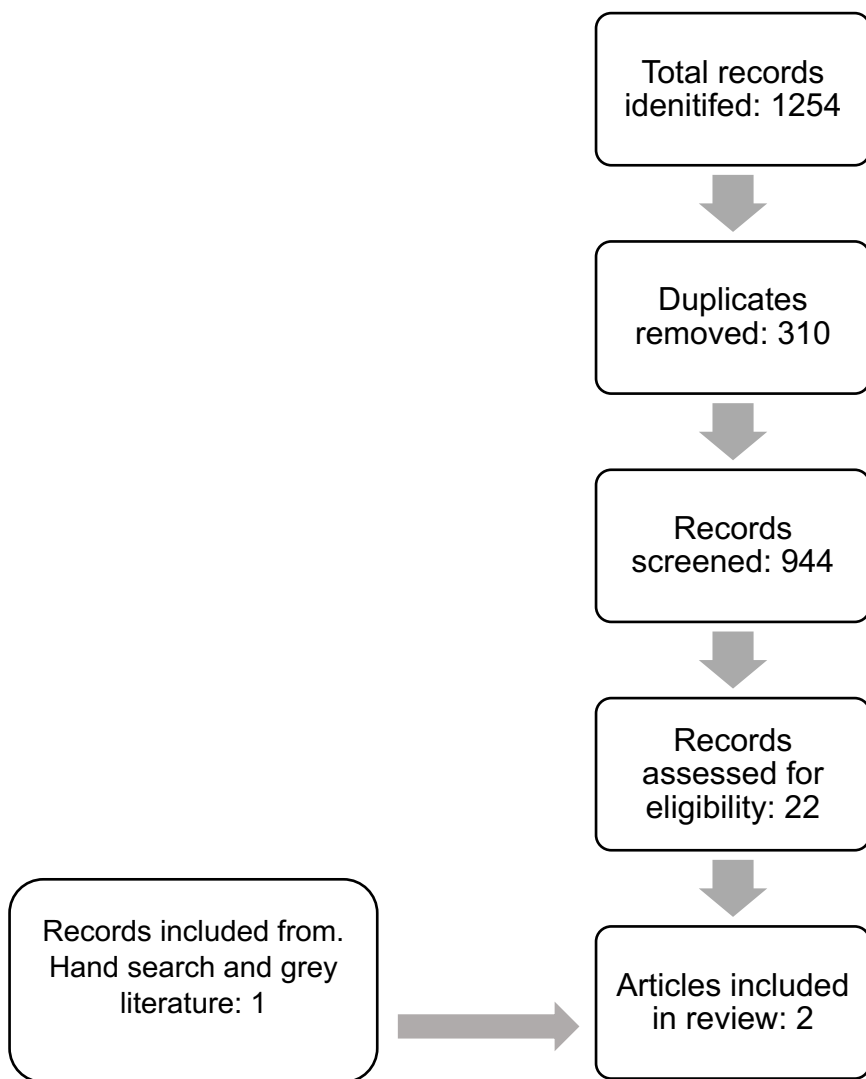 Total records
idenitifed: 1254
Duplicates
removed: 310
Records
screened: 944
Records
assessed for
eligibility: 22
Records included from.
Hand search and grey
literature: 1
Articles included
in review: 2